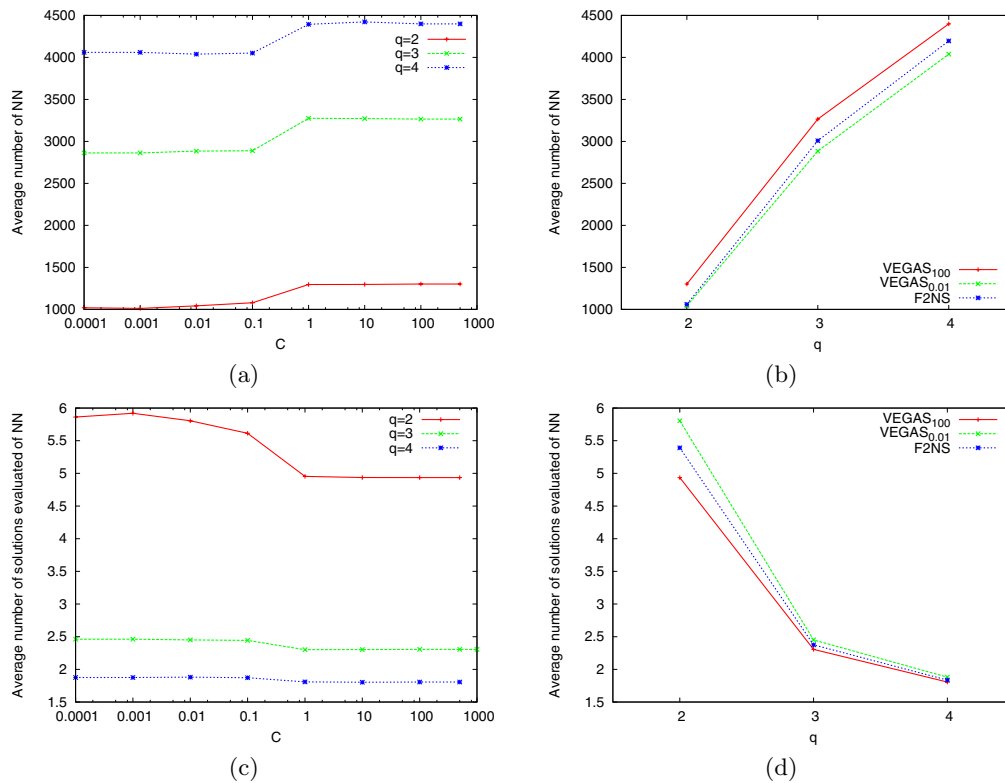 4500
4000
3500
3000
2500
2000
1500
1000
0.0001 0.001 0.01 0.1 1 10 100 1000
Average number of NN
C
q=2
q=3
q=4
(a)
4500
4000
3500
3000
2500
2000
1500
1000
2 3 4
Average number of NN
q
VEGAS100
VEGAS0.01
F2NS
(b)
6
5.5
5
4.5
4
3.5
3
2.5
2
1.5
0.0001 0.001 0.01 0.1 1 10 100 1000
Average number of solutions evaluated of NN
C
q=2
q=3
q=4
(c)
6
5.5
5
4.5
4
3.5
3
2.5
2
1.5
2 3 4
Average number of solutions evaluated of NN
q
VEGAS100
VEGAS0.01
F2NS
(d)